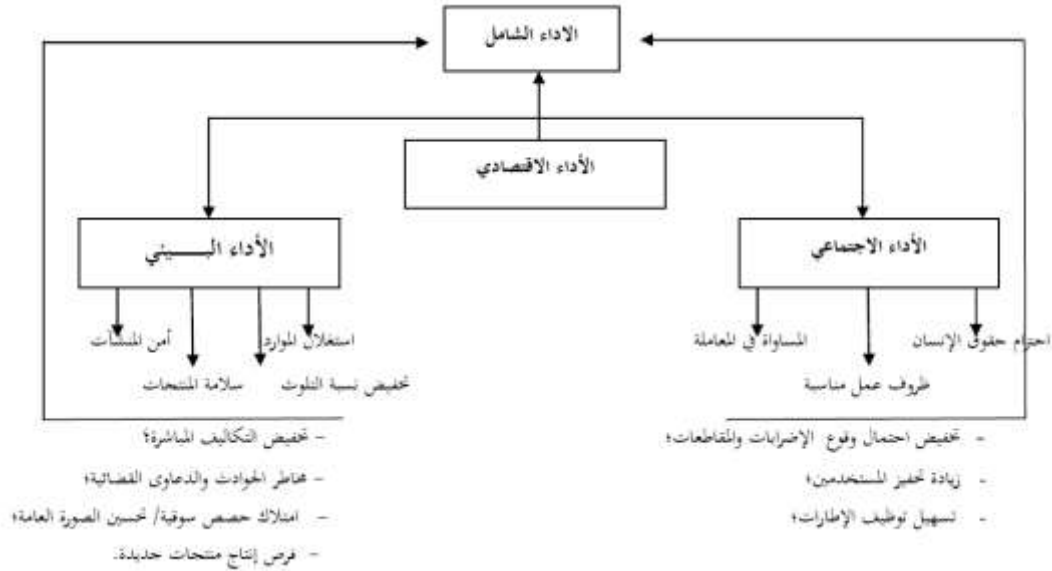 الاداء الشامل
الأداء الاقتصادي
الأداء الاجتماعي
الأداء البـــــــيئي
احترام حقوق الإنسان
المساواة في المعاملة
استغلال الموارد
أمن المنشآت
ظروف عمل مناسبة
تخفيض نسبة التلوث
سلامة المنتجات
- تخفيض احتمال وقوع الإضرابات والمقاطعات؛
- زيادة تحفيز المستخدمين؛
- تسهيل توظيف الإطارات؛
- تخفيض التكاليف المباشرة؛
- مخاطر الحوادث والدعاوى القضائية؛
- امتلاك حصص سوقية/ تحسين الصورة العامة؛
- فرص إنتاج منتجات جديدة.